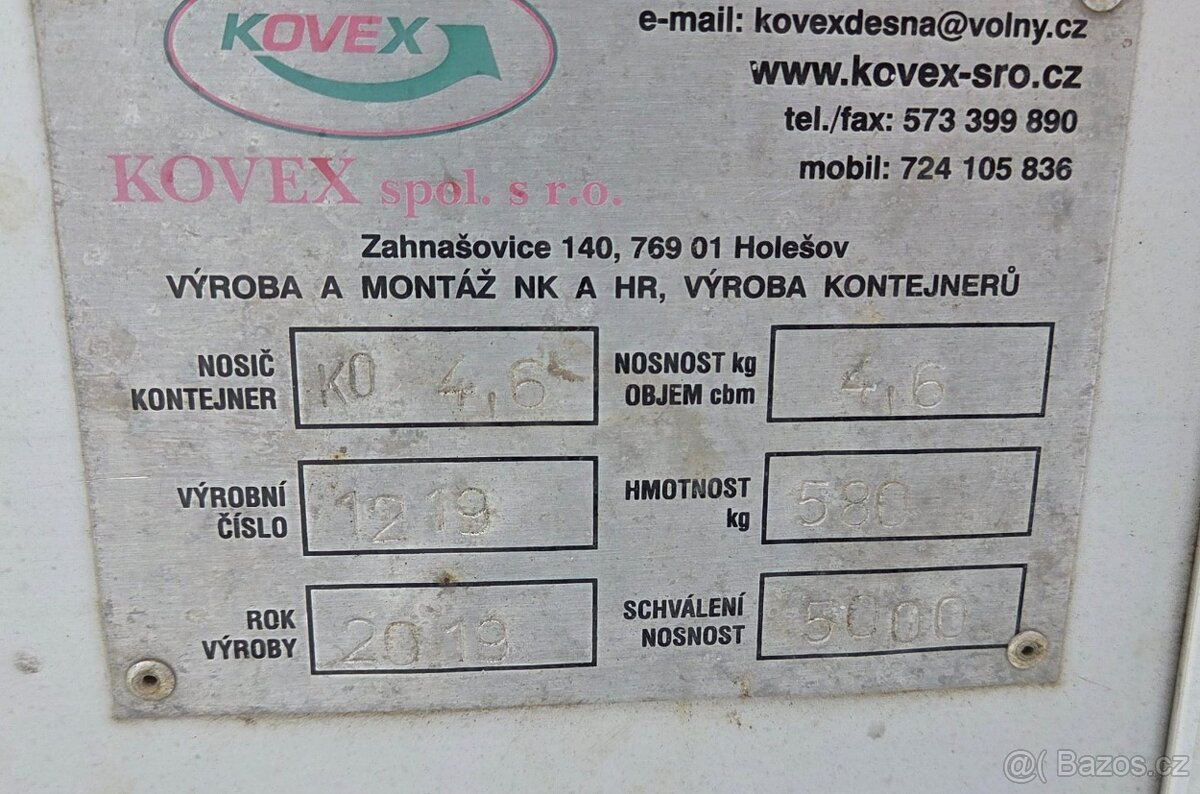 KOVEX
e-mail: kovexdesna@volny.cz
www.kovex-sro.cz
tel./fax: 573 399 890
mobil: 724 105 836
KOVEX spol. s r.o.
Zahnašovice 140, 769 01 Holešov
VÝROBA A MONTÁŽ NK A HR, VÝROBA KONTEJNERŮ
NOSIČ
KONTEJNER
KO 4,6
NOSNOST kg
OBJEM cbm
4,6
VÝROBNÍ
ČÍSLO
1219
HMOTNOST
kg
580
ROK
VÝROBY
2019
SCHVÁLENÍ
NOSNOST
5000
@( Bazos.cz